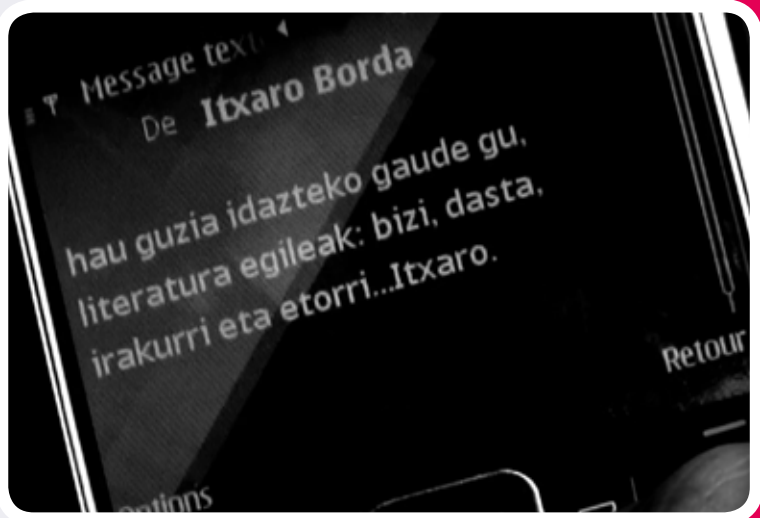 Message text
De Itxaro Borda
hau guzia idazteko gaude gu,
literatura egileak: bizi, dasta,
irakurri eta etorri...Itxaro.
Retour
Options